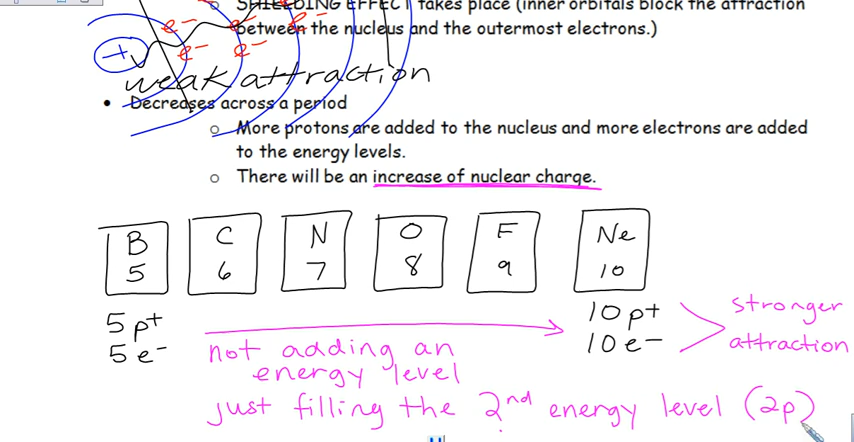 ○ SHIELDING EFFECT takes place (inner orbitals block the attraction
between the nucleus and the outermost electrons.)
e⁻ e⁻ e⁻
+ e⁻ e⁻
weak attraction
• Decreases across a period
○ More protons are added to the nucleus and more electrons are added
to the energy levels.
○ There will be an increase of nuclear charge.
B C N O F Ne
5 6 7 8 9 10
5p+ 10p+ stronger
5e⁻ 10e⁻ attraction
not adding an
energy level
just filling the 2nd energy level (2p)